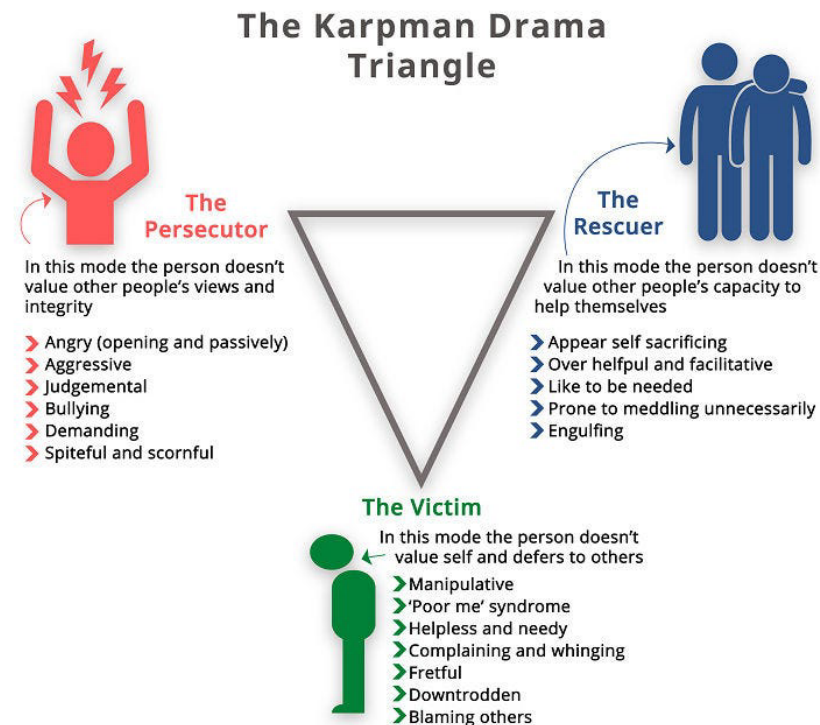 The Karpman Drama
Triangle
The
Persecutor
In this mode the person doesn't
value other people's views and
integrity
Angry (opening and passively)
Aggressive
Judgemental
Bullying
Demanding
Spiteful and scornful
The
Rescuer
In this mode the person doesn't
value other people's capacity to
help themselves
Appear self sacrificing
Over helfpul and facilitative
Like to be needed
Prone to meddling unnecessarily
Engulfing
The Victim
In this mode the person doesn't
value self and defers to others
Manipulative
'Poor me' syndrome
Helpless and needy
Complaining and whinging
Fretful
Downtrodden
Blaming others